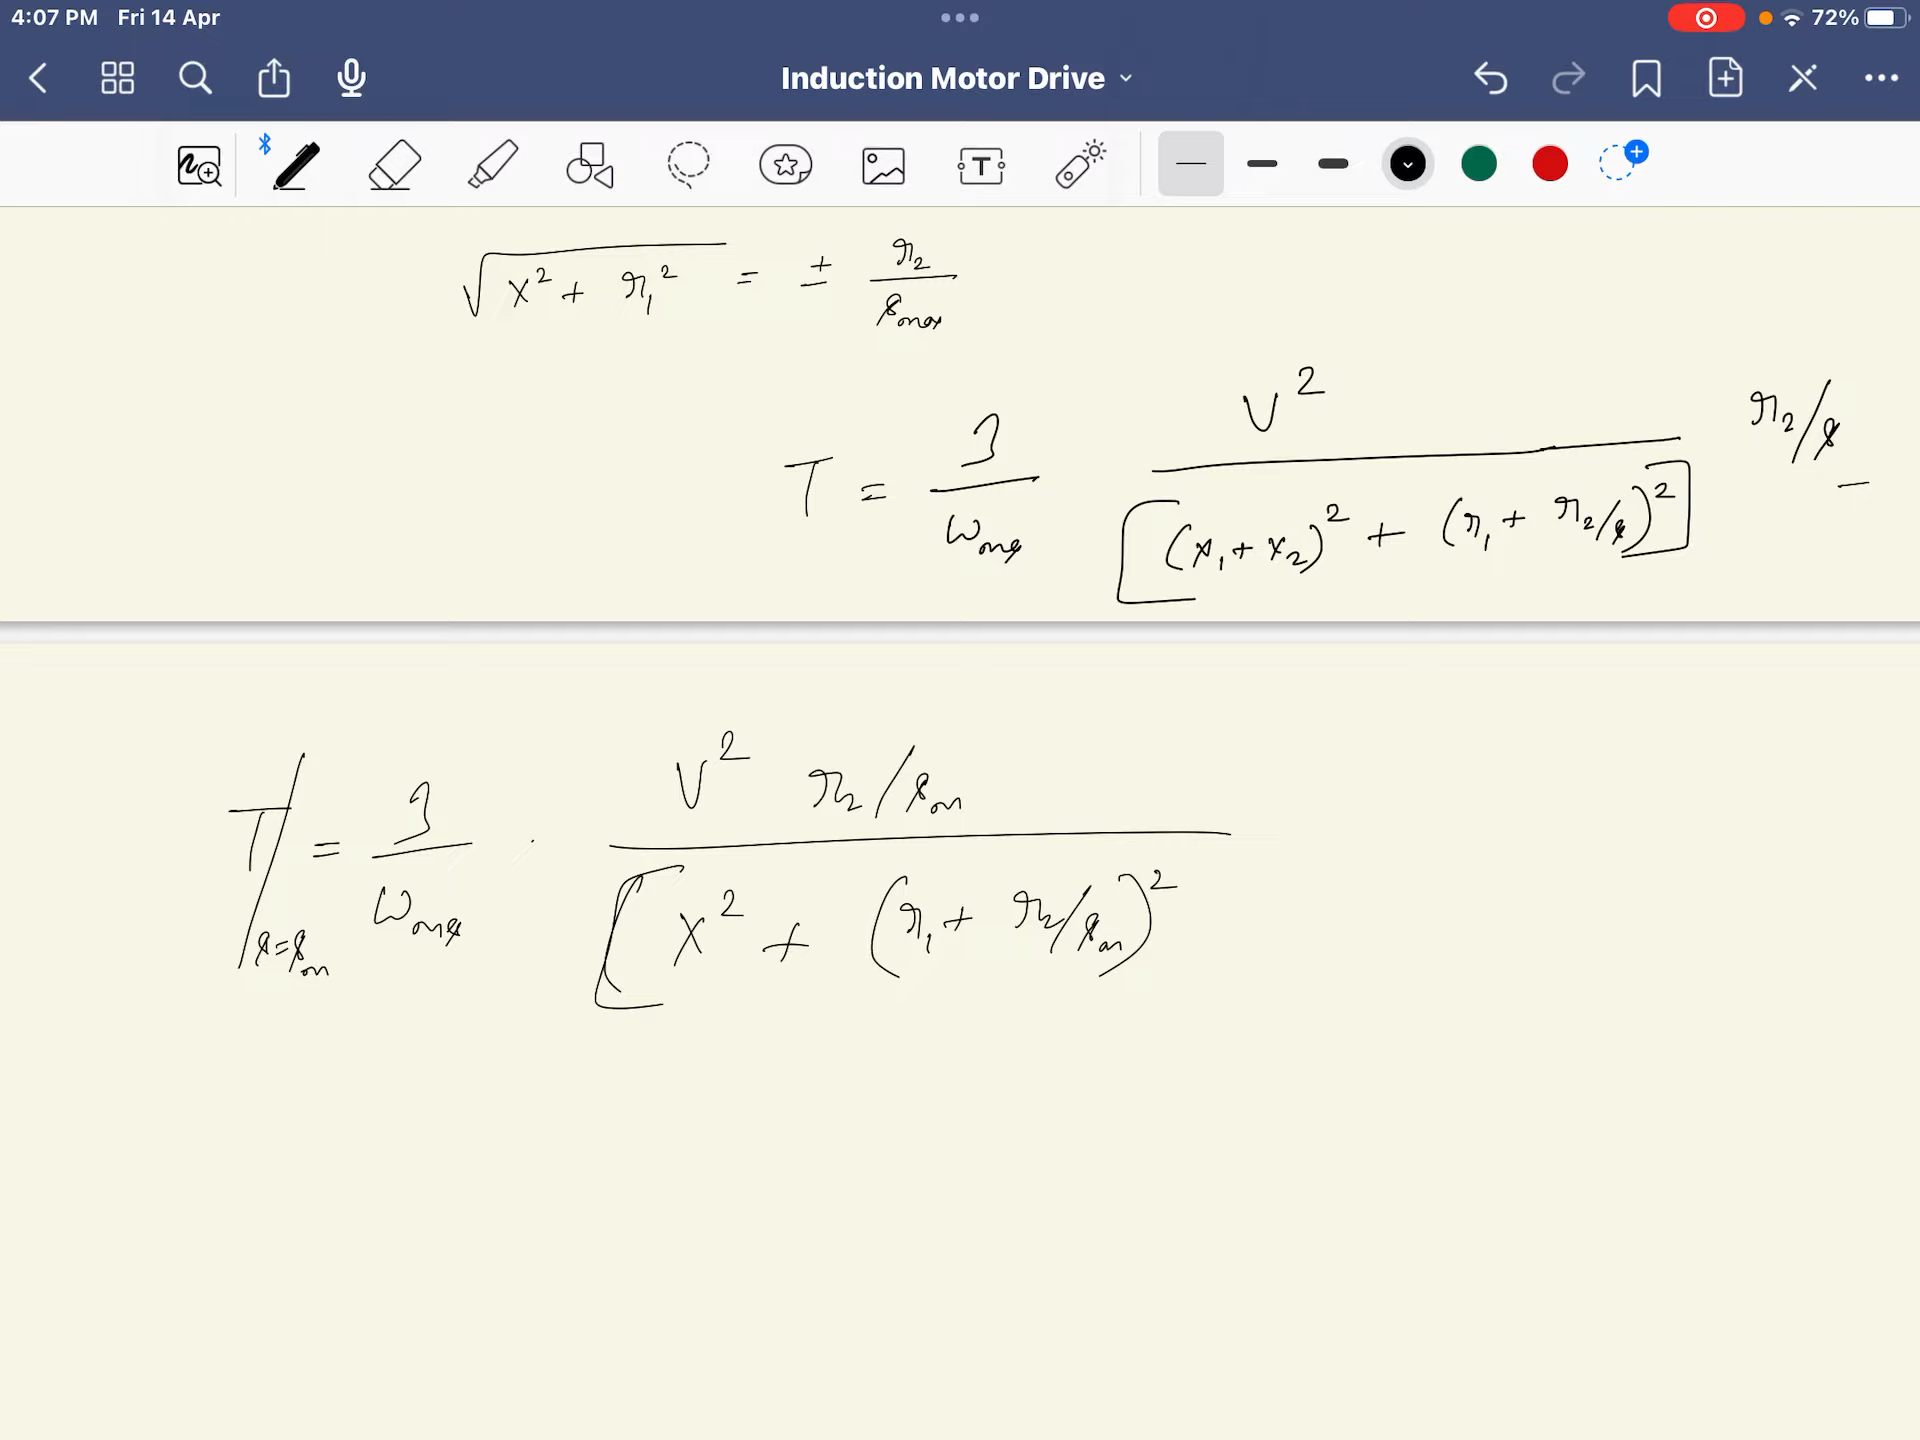 4:07 PM Fri 14 Apr 72%
Induction Motor Drive
T
√(x² + r₁²) = ± r₂/s_max
T = 3/ω_ms V²/[(x₁ + x₂)² + (r₁ + r₂/s)²] r₂/s
T/s=s_m = 3/ω_ms . V² r₂/s_m / [x² + (r₁ + r₂/s_m)²